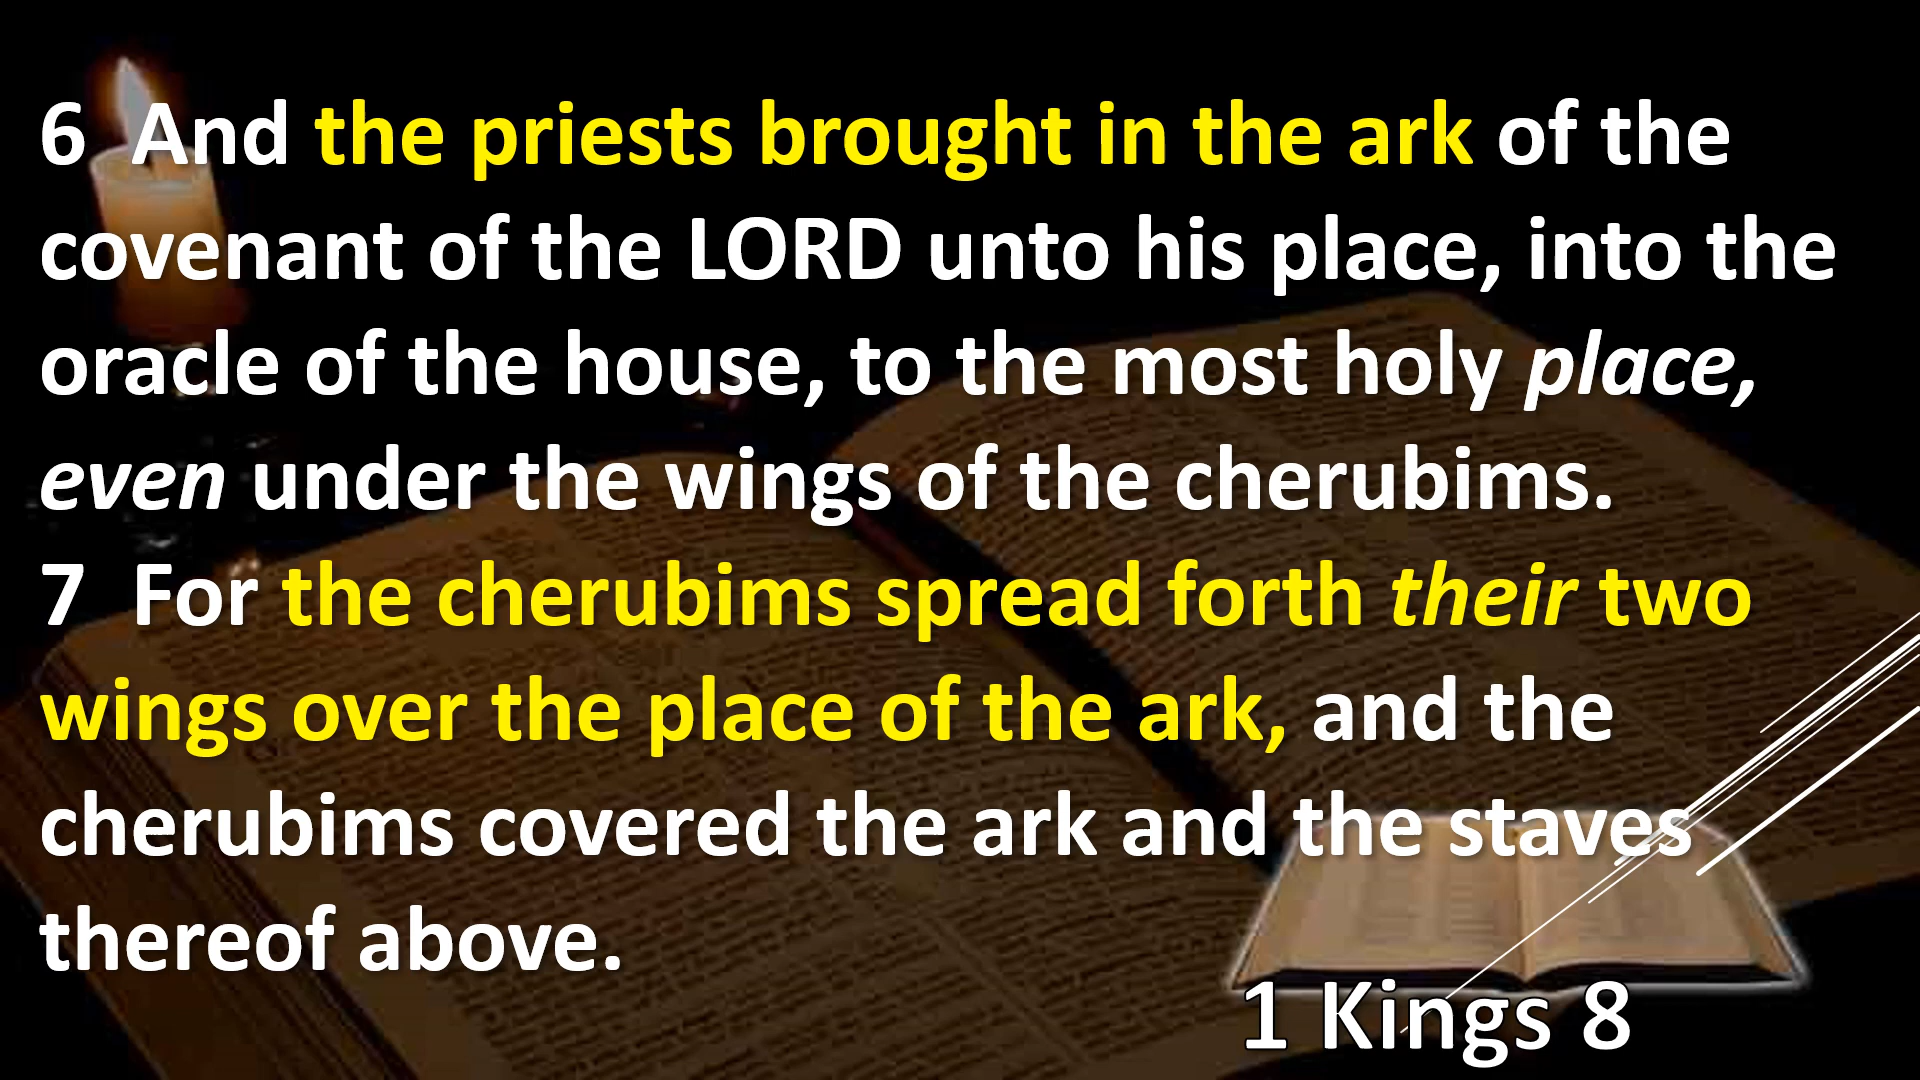 6  And the priests brought in the ark of the
covenant of the LORD unto his place, into the
oracle of the house, to the most holy place,
even under the wings of the cherubims.
7  For the cherubims spread forth their two
wings over the place of the ark, and the
cherubims covered the ark and the staves
thereof above.
1 Kings 8